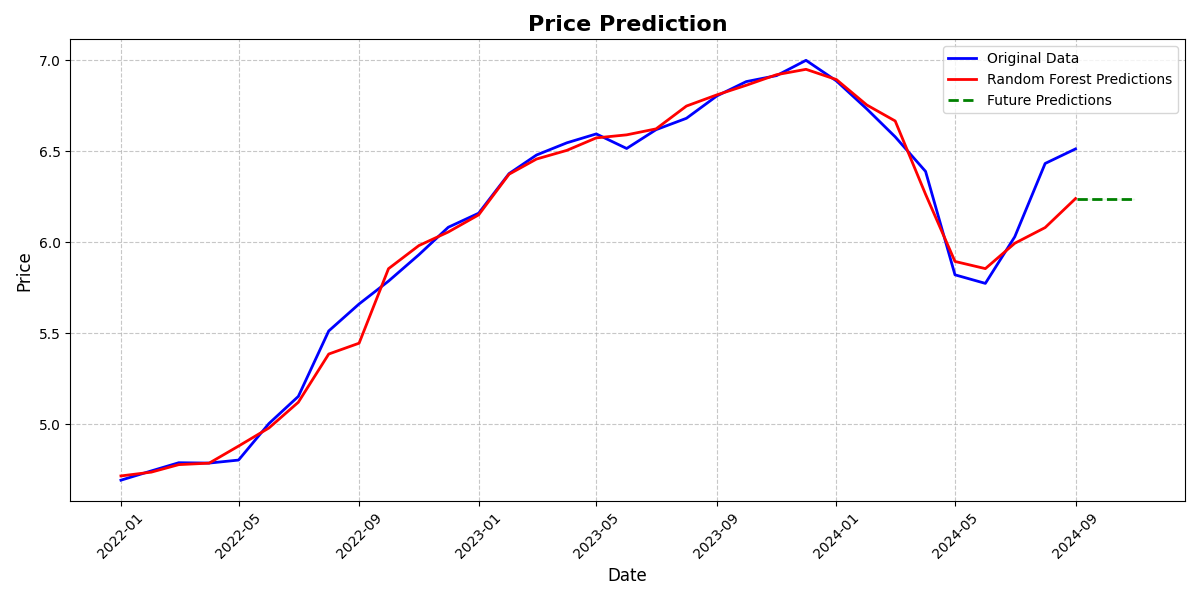 Price Prediction
Original Data
Random Forest Predictions
Future Predictions
Price
7.0
6.5
6.0
5.5
5.0
2022-01
2022-05
2022-09
2023-01
2023-05
2023-09
2024-01
2024-05
2024-09
Date